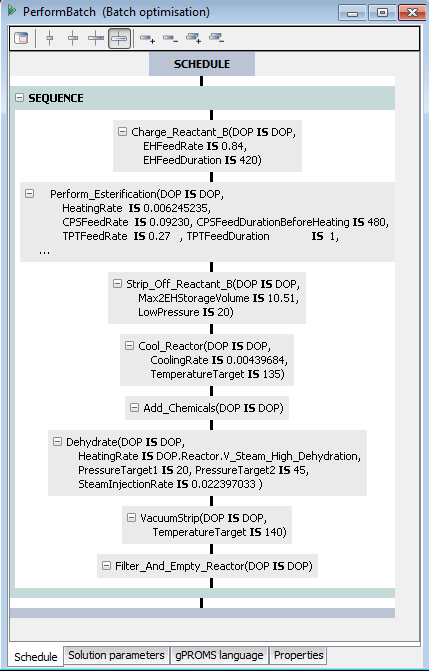 PerformBatch (Batch optimisation)
SCHEDULE
SEQUENCE
Charge_Reactant_B(DOP IS DOP,
EHFeedRate IS 0.84,
EHFeedDuration IS 420)
Perform_Esterification(DOP IS DOP,
HeatingRate IS 0.006245235,
CPSFeedRate IS 0.09230, CPSFeedDurationBeforeHeating IS 480,
TPTFeedRate IS 0.27 , TPTFeedDuration IS 1,
...
Strip_Off_Reactant_B(DOP IS DOP,
Max2EHStorageVolume IS 10.51,
LowPressure IS 20)
Cool_Reactor(DOP IS DOP,
CoolingRate IS 0.00439684,
TemperatureTarget IS 135)
Add_Chemicals(DOP IS DOP)
Dehydrate(DOP IS DOP,
HeatingRate IS DOP.Reactor.V_Steam_High_Dehydration,
PressureTarget1 IS 20, PressureTarget2 IS 45,
SteamInjectionRate IS 0.022397033 )
VacuumStrip(DOP IS DOP,
TemperatureTarget IS 140)
Filter_And_Empty_Reactor(DOP IS DOP)
Schedule Solution parameters gPROMS language Properties